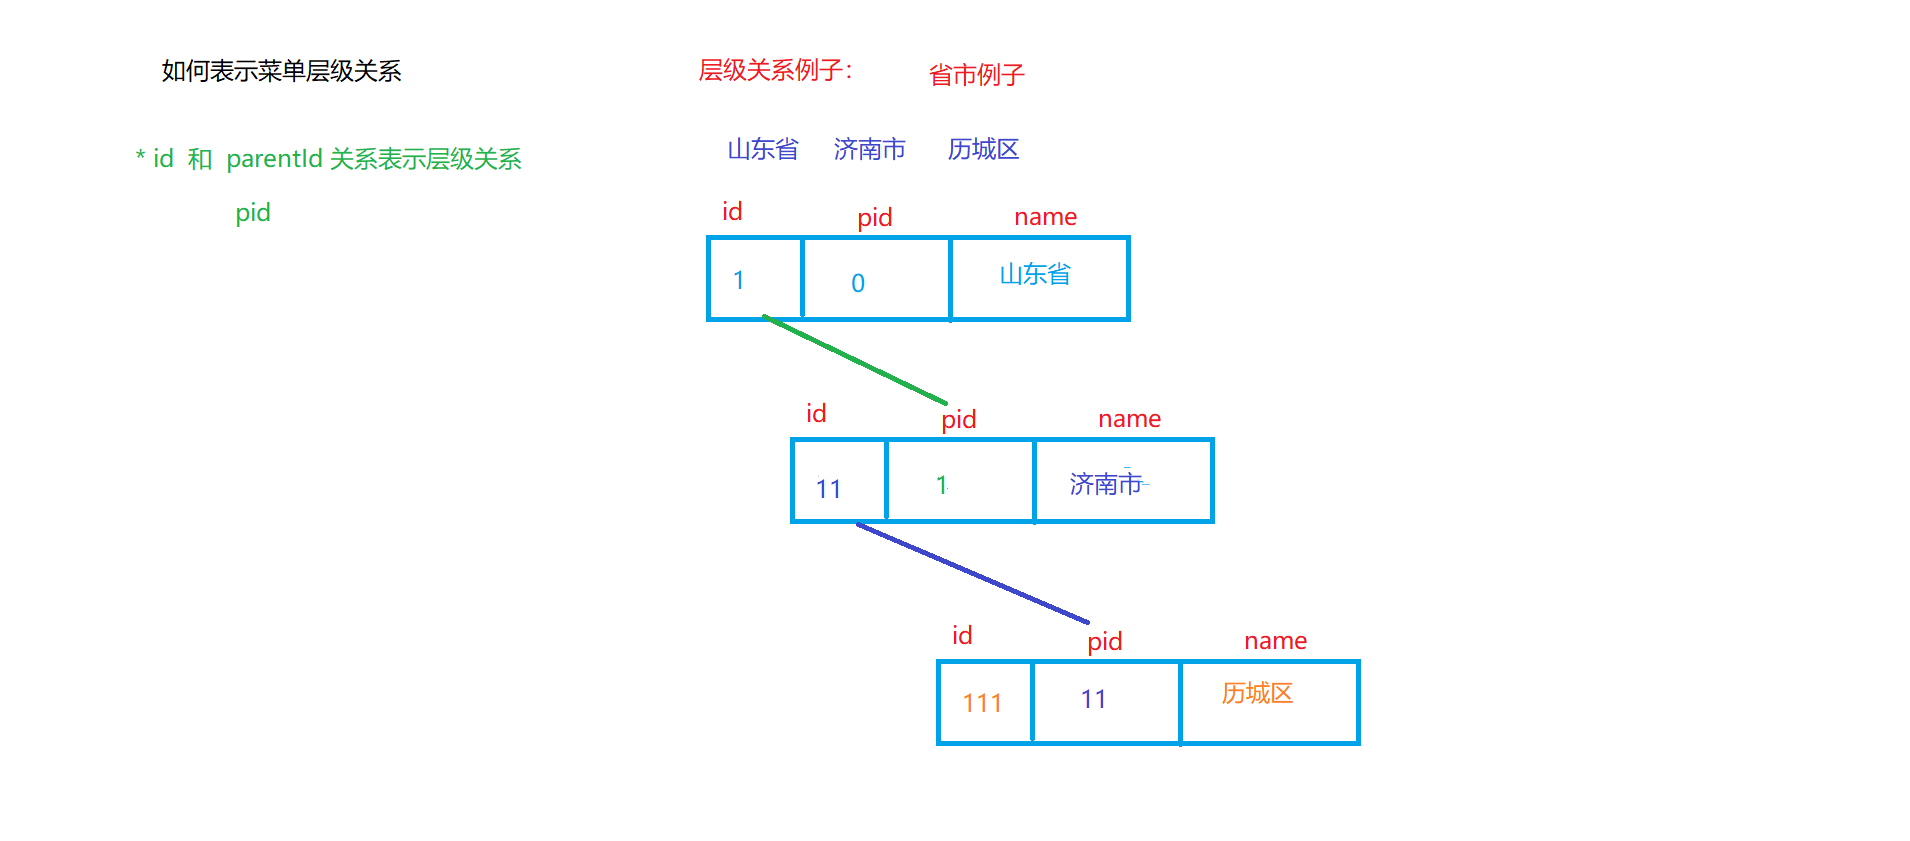 如何表示菜单层级关系
* id 和 parentId 关系表示层级关系
pid
层级关系例子： 省市例子
山东省 济南市 历城区
id pid name
1 0 山东省
id pid name
11 1 济南市
id pid name
111 11 历城区